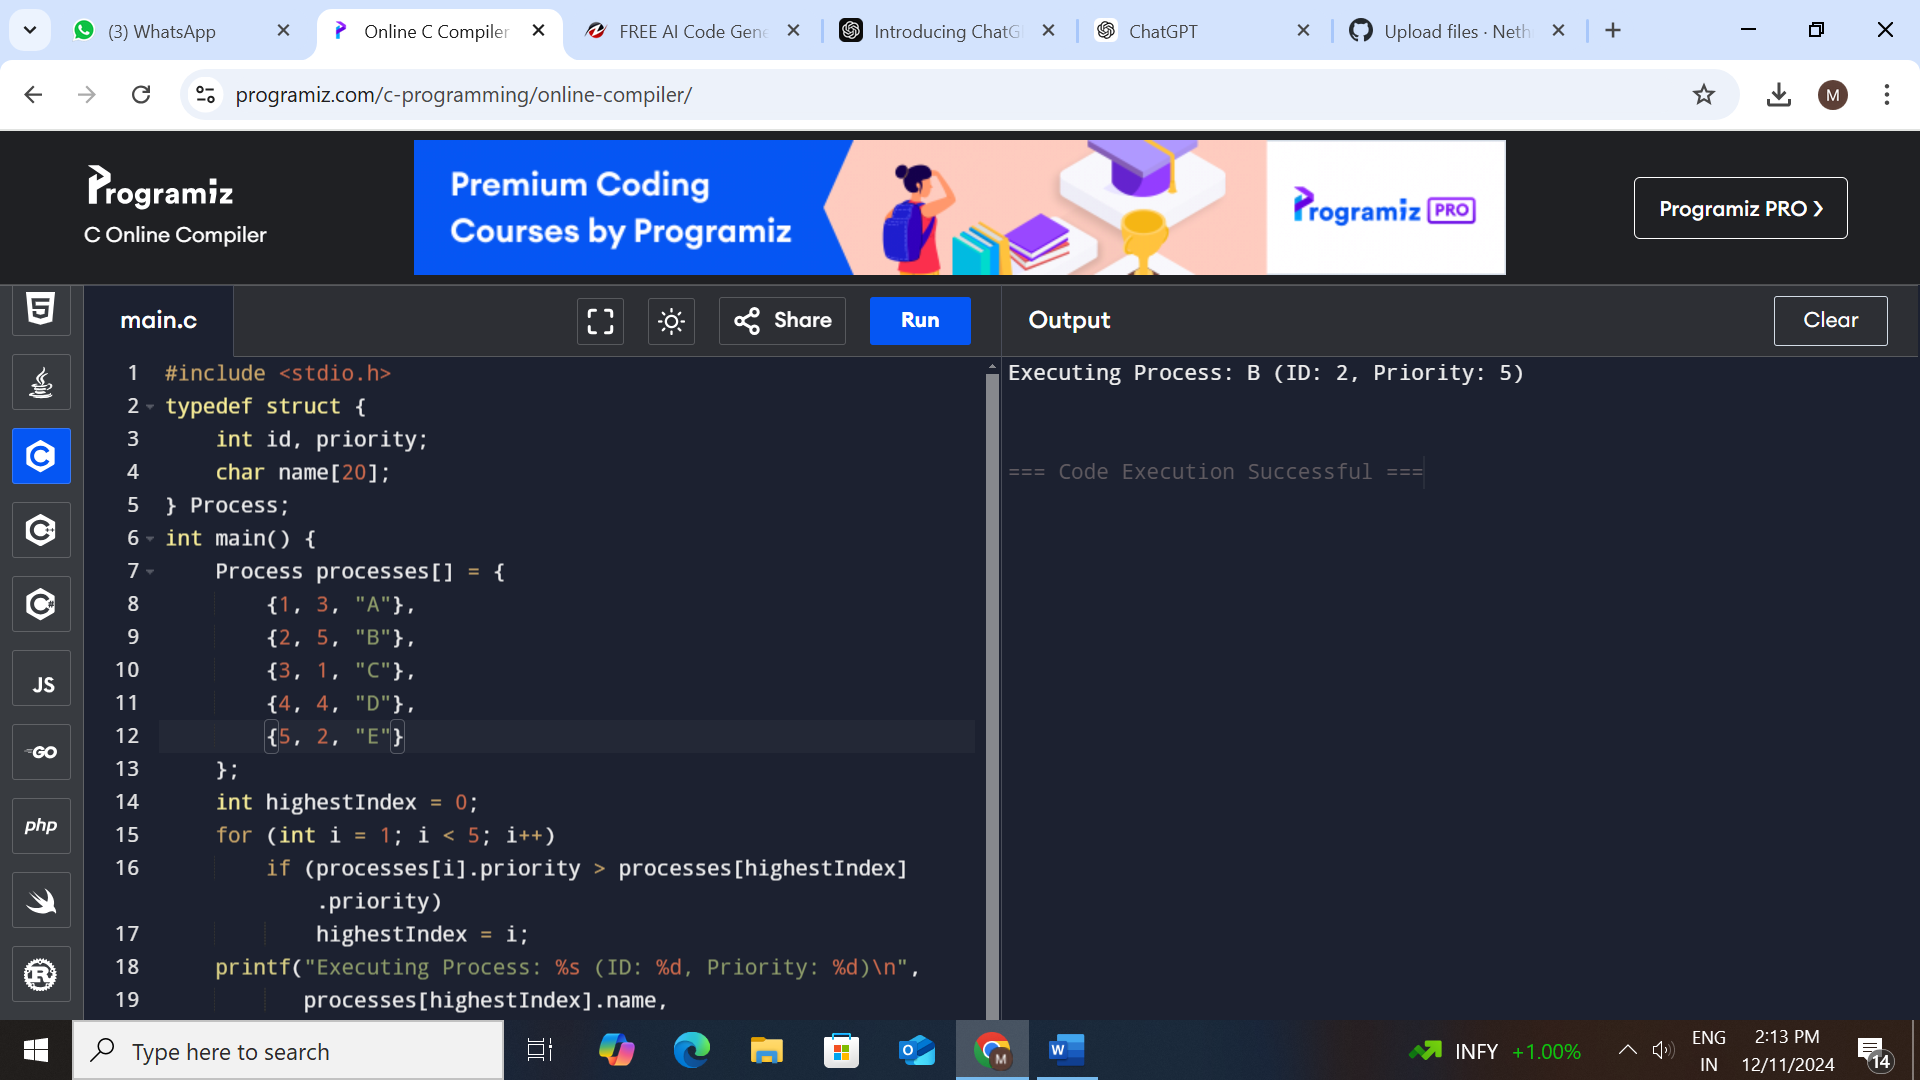 (3) WhatsApp
Online C Compiler
FREE AI Code Gene
Introducing ChatG
ChatGPT
Upload files · Neth
programiz.com/c-programming/online-compiler/
M
Programiz
C Online Compiler
Premium Coding
Courses by Programiz
Programiz PRO
Programiz PRO ❯
main.c
Share
Run
Output
Clear
1 #include <stdio.h>
2 typedef struct {
3 int id, priority;
4 char name[20];
5 } Process;
6 int main() {
7 Process processes[] = {
8 {1, 3, "A"},
9 {2, 5, "B"},
10 {3, 1, "C"},
11 {4, 4, "D"},
12 {5, 2, "E"}
13 };
14 int highestIndex = 0;
15 for (int i = 1; i < 5; i++)
16 if (processes[i].priority > processes[highestIndex]
.priority)
17 highestIndex = i;
18 printf("Executing Process: %s (ID: %d, Priority: %d)\n",
19 processes[highestIndex].name,
Executing Process: B (ID: 2, Priority: 5)
=== Code Execution Successful ===
5
C
C++
C#
JS
GO
php
R
Type here to search
M
W
INFY +1.00%
ENG
IN
2:13 PM
12/11/2024
14